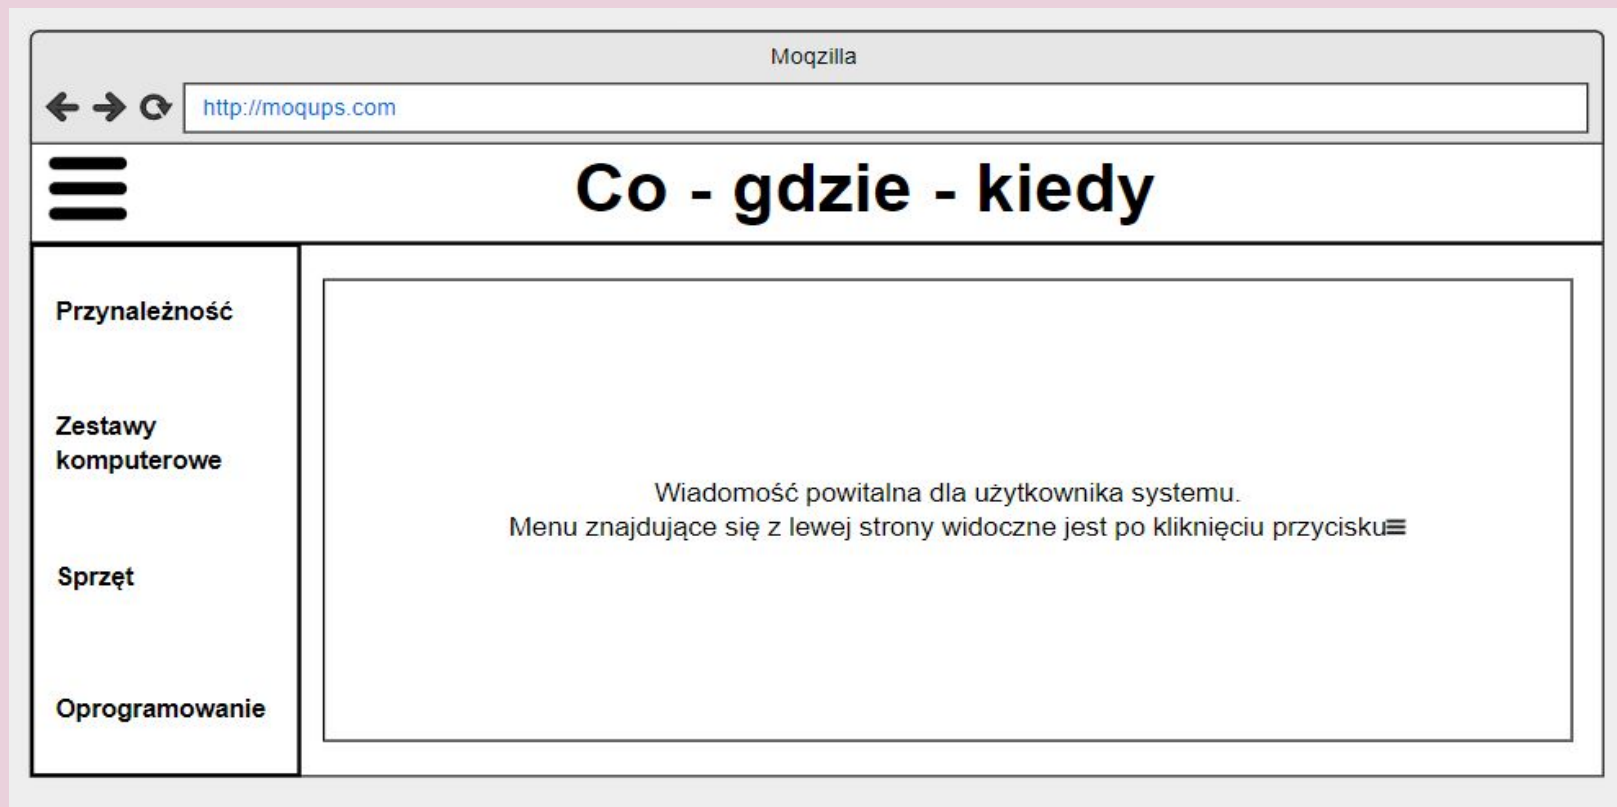 Moqzilla
http://moqups.com
Co - gdzie - kiedy
Przynależność
Zestawy
komputerowe
Sprzęt
Oprogramowanie
Wiadomość powitalna dla użytkownika systemu.
Menu znajdujące się z lewej strony widoczne jest po kliknięciu przycisku